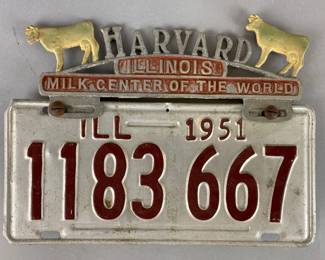 HARVARD
ILLINOIS
MILK CENTER OF THE WORLD
ILL 1951
1183 667